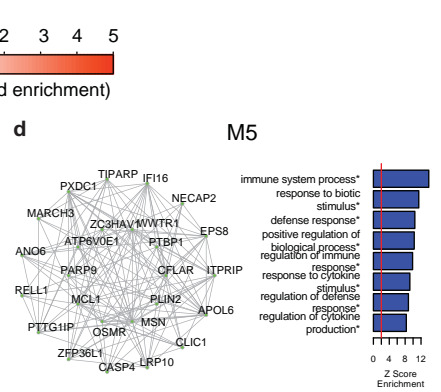 2 3 4 5
d enrichment)
d
M5
TIPARP
IFI16
PXDC1
NECAP2
MARCH3
ZC3HAV1
WWTR1
EPS8
ATP6V0E1
PTBP1
ANO6
PARP9
CFLAR
ITPRIP
RELL1
MCL1
PLIN2
APOL6
PTTG1IP
MSN
OSMR
CLIC1
ZFP36L1
LRP10
CASP4
immune system process*
response to biotic
stimulus*
defense response*
positive regulation of
biological process*
regulation of immune
response*
response to cytokine
stimulus*
regulation of defense
response*
regulation of cytokine
production*
0 4 8 12
Z Score
Enrichment